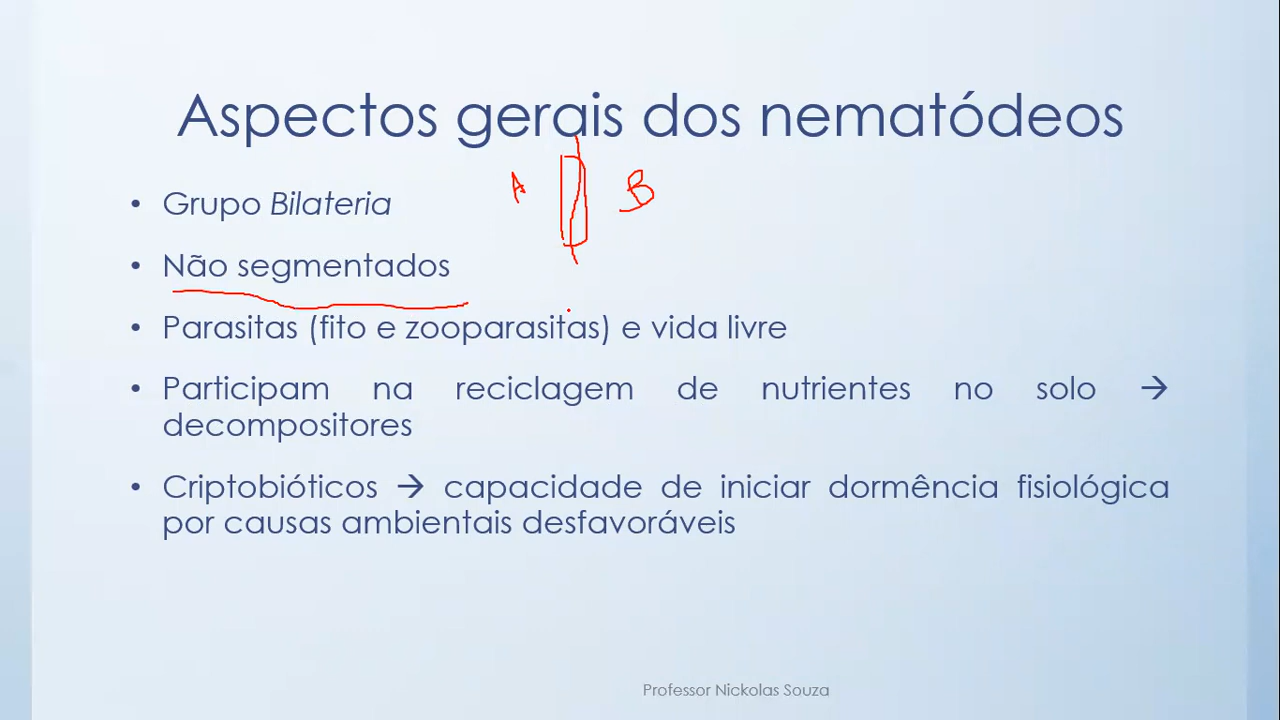 Aspectos gerais dos nematódeos
A B
• Grupo Bilateria
• Não segmentados
• Parasitas (fito e zooparasitas) e vida livre
• Participam na reciclagem de nutrientes no solo →
decompositores
• Criptobióticos → capacidade de iniciar dormência fisiológica
por causas ambientais desfavoráveis
Professor Nickolas Souza